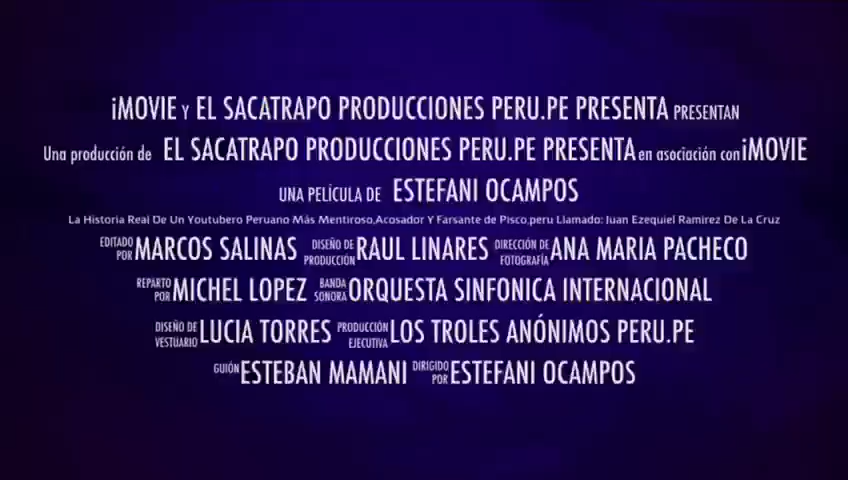 iMOVIE Y EL SACATRAPO PRODUCCIONES PERU.PE PRESENTA PRESENTAN
Una producción de EL SACATRAPO PRODUCCIONES PERU.PE PRESENTA en asociación con iMOVIE
UNA PELÍCULA DE ESTEFANI OCAMPOS
La Historia Real De Un Youtubero Peruano Más Mentiroso,Acosador Y Farsante de Pisco,peru Llamado: Juan Ezequiel Ramirez De La Cruz
EDITADO POR MARCOS SALINAS DISEÑO DE PRODUCCIÓN RAUL LINARES DIRECCIÓN DE FOTOGRAFÍA ANA MARIA PACHECO
REPARTO POR MICHEL LOPEZ BANDA SONORA ORQUESTA SINFONICA INTERNACIONAL
DISEÑO DE VESTUARIO LUCIA TORRES PRODUCCIÓN EJECUTIVA LOS TROLES ANÓNIMOS PERU.PE
GUIÓN ESTEBAN MAMANI DIRIGIDO POR ESTEFANI OCAMPOS